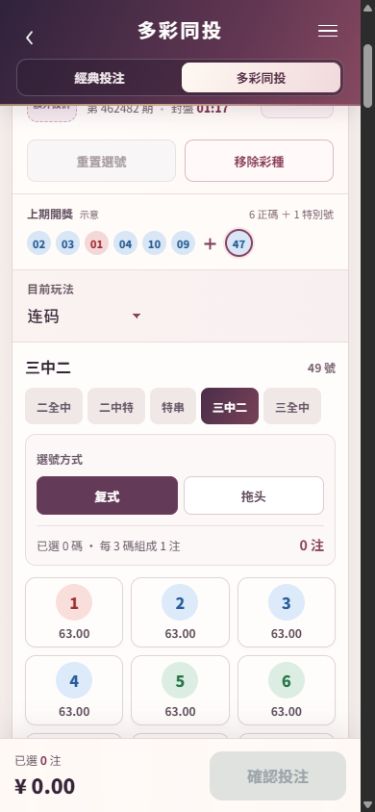 多彩同投
經典投注 多彩同投
第 462482 期 · 封盤 01:17
重置選號 移除彩種
上期開獎 示意 6 正碼 + 1 特別號
02 03 01 04 10 09 + 47
目前玩法
连码
三中二 49 號
二全中 二中特 特串 三中二 三全中
選號方式
复式 拖头
已選 0 碼 · 每 3 碼組成 1 注 0 注
1 2 3
63.00 63.00 63.00
4 5 6
63.00 63.00 63.00
已選 0 注
¥ 0.00 確認投注